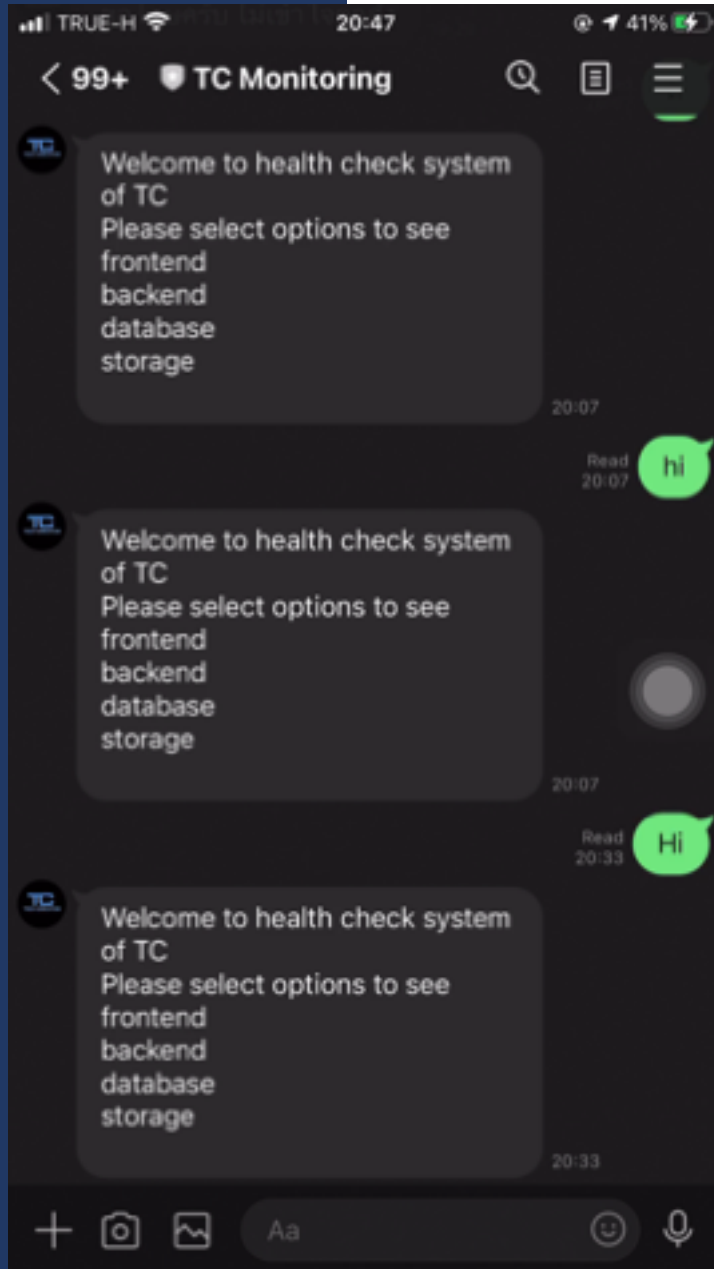 TRUE-H
20:47
41%
99+
TC Monitoring
Welcome to health check system
of TC
Please select options to see
frontend
backend
database
storage
20:07
Read
20:07
hi
TC
Welcome to health check system
of TC
Please select options to see
frontend
backend
database
storage
20:07
Read
20:33
Hi
TC
Welcome to health check system
of TC
Please select options to see
frontend
backend
database
storage
20:33
Aa